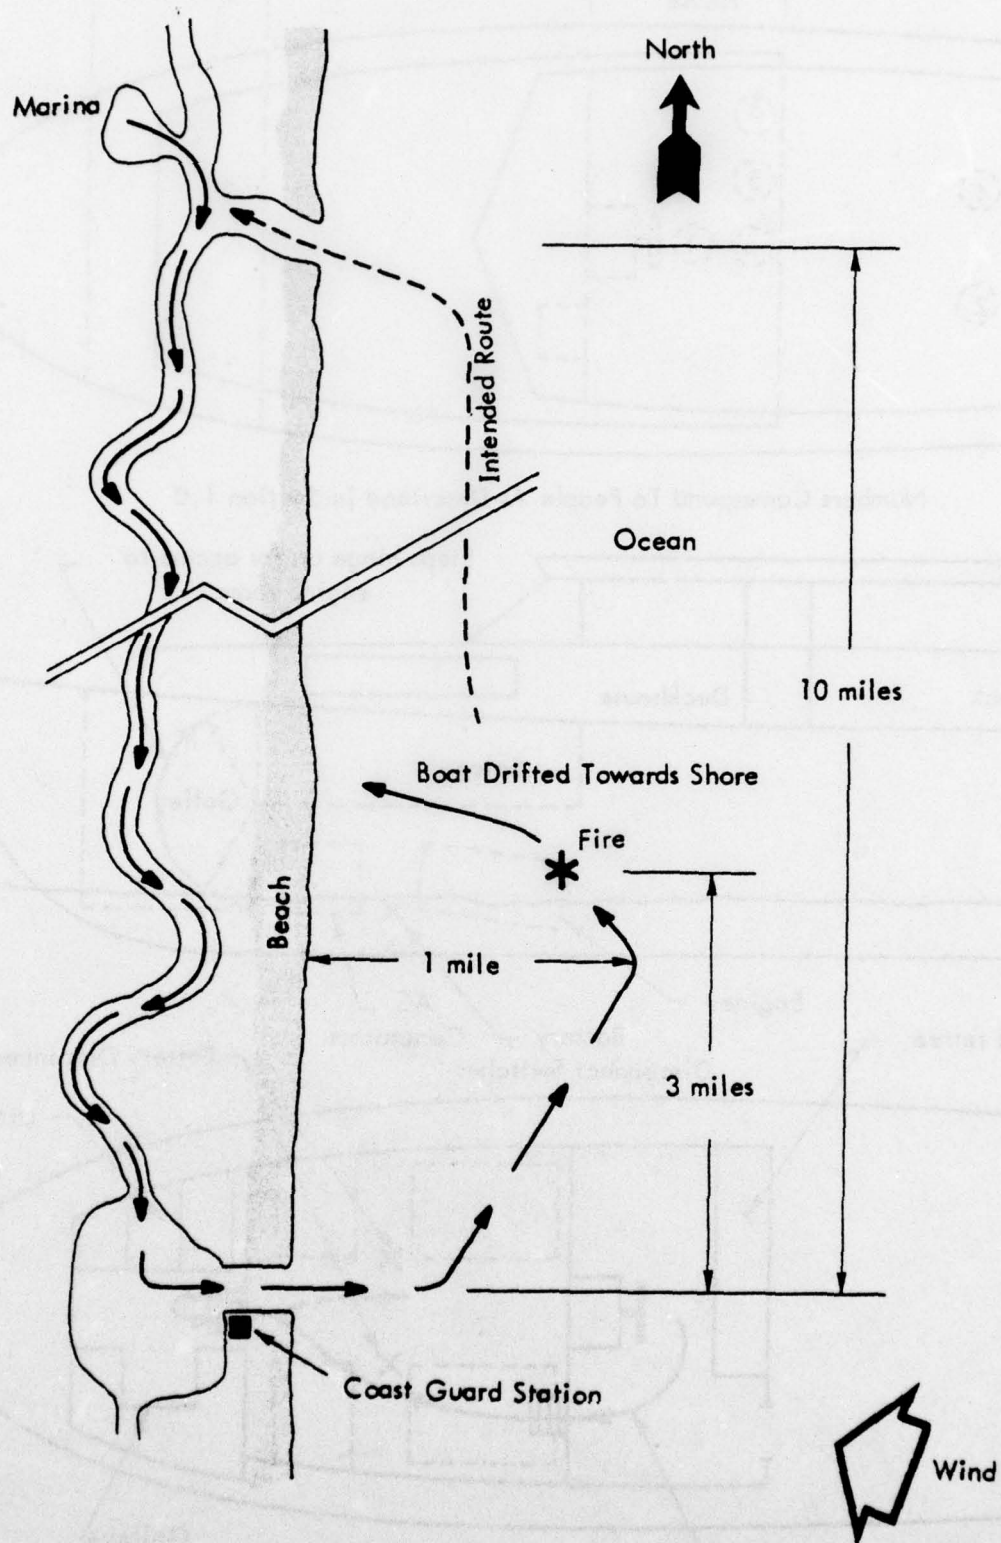 North
Marina
Intended Route
Ocean
10 miles
Boat Drifted Towards Shore
Fire
Beach
1 mile
3 miles
Coast Guard Station
Wind